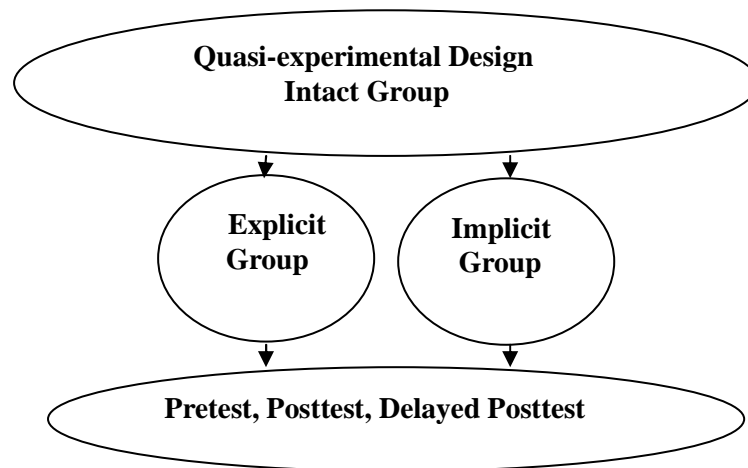 Quasi-experimental Design
Intact Group
Explicit
Group
Implicit
Group
Pretest, Posttest, Delayed Posttest